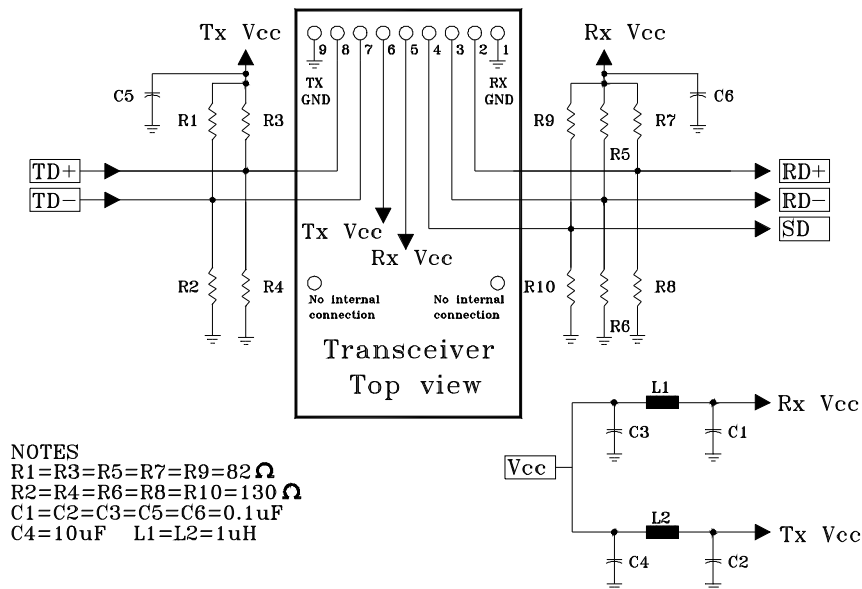 Tx Vcc
Rx Vcc
9 8 7 6 5 4 3 2 1
TX
GND
RX
GND
C5
C6
R1
R3
R9
R7
R5
TD+
RD+
TD-
RD-
Tx Vcc
SD
Rx Vcc
R2
R4
R10
R8
R6
No internal
connection
No internal
connection
Transceiver
Top view
L1
Rx Vcc
C3
C1
Vcc
L2
Tx Vcc
C4
C2
NOTES
R1=R3=R5=R7=R9=82Ω
R2=R4=R6=R8=R10=130Ω
C1=C2=C3=C5=C6=0.1uF
C4=10uF L1=L2=1uH